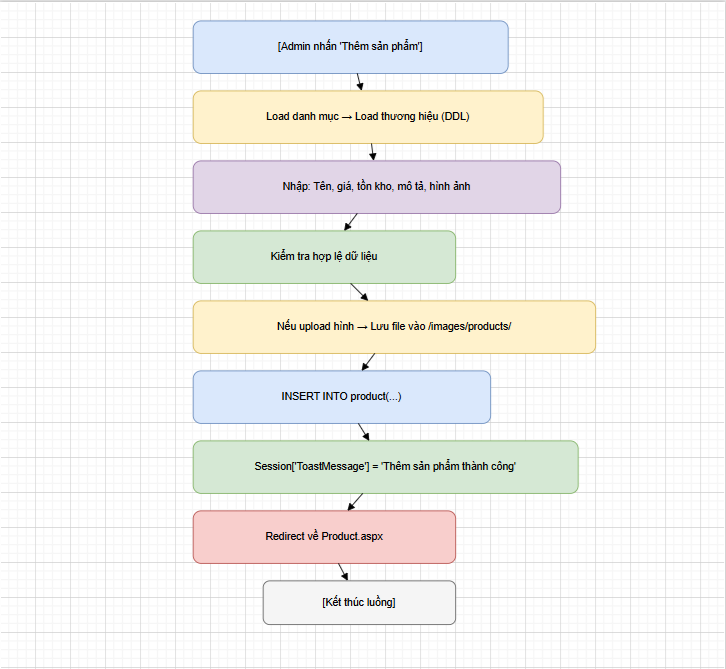 [Admin nhấn 'Thêm sản phẩm']
Load danh mục → Load thương hiệu (DDL)
Nhập: Tên, giá, tồn kho, mô tả, hình ảnh
Kiểm tra hợp lệ dữ liệu
Nếu upload hình → Lưu file vào /images/products/
INSERT INTO product(...)
Session['ToastMessage'] = 'Thêm sản phẩm thành công'
Redirect về Product.aspx
[Kết thúc luồng]